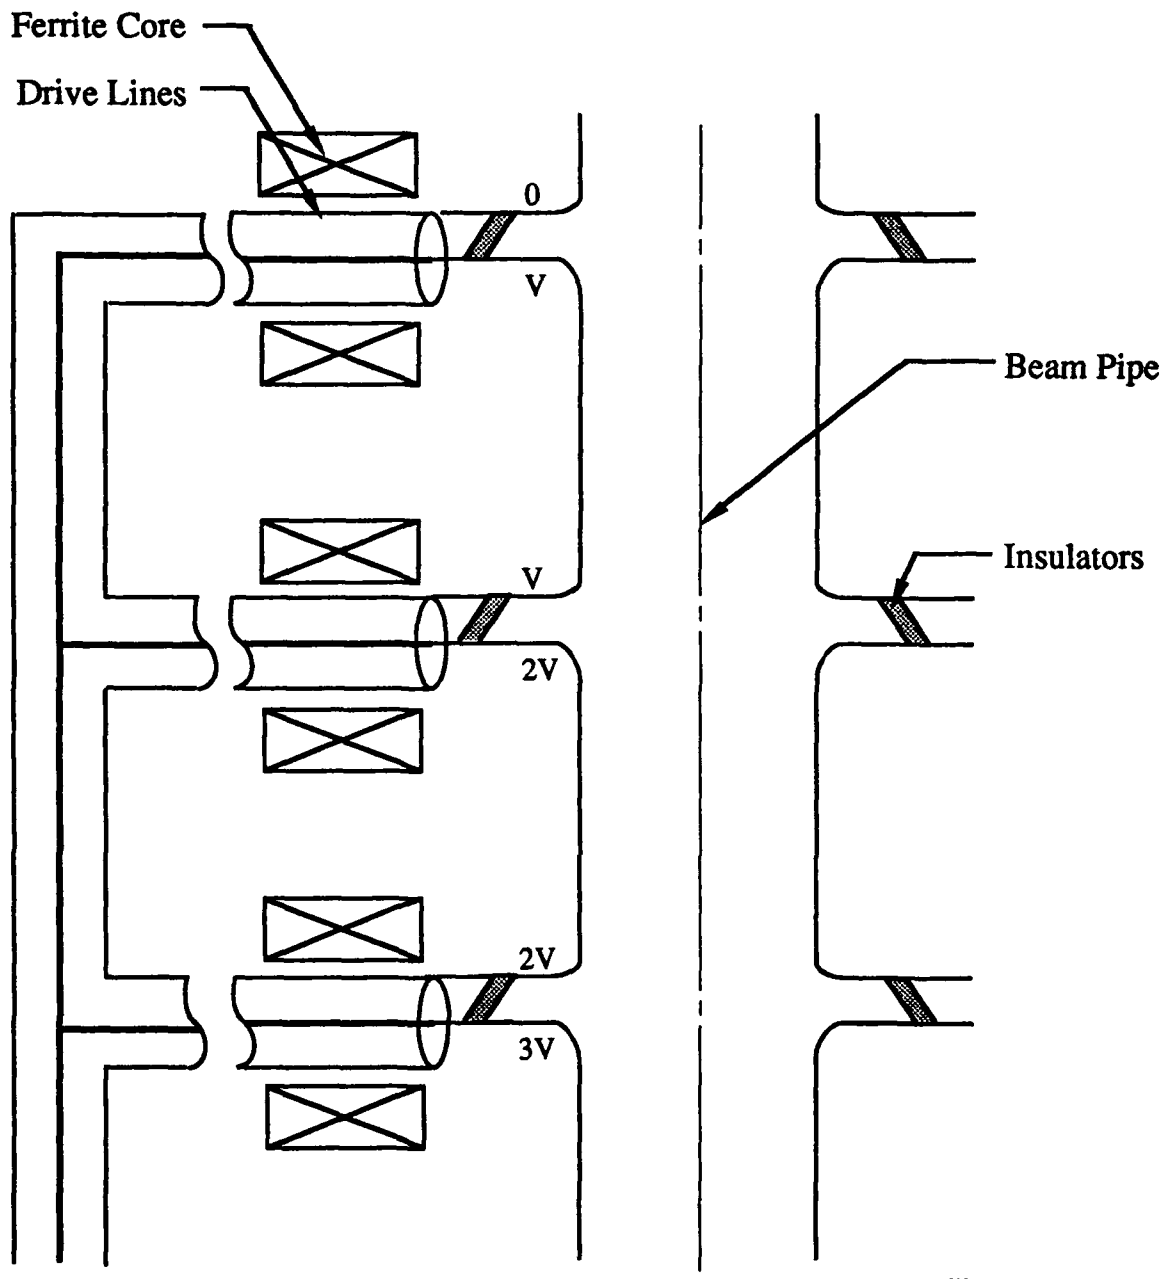 Ferrite Core
Drive Lines
0
V
Beam Pipe
V
Insulators
2V
2V
3V